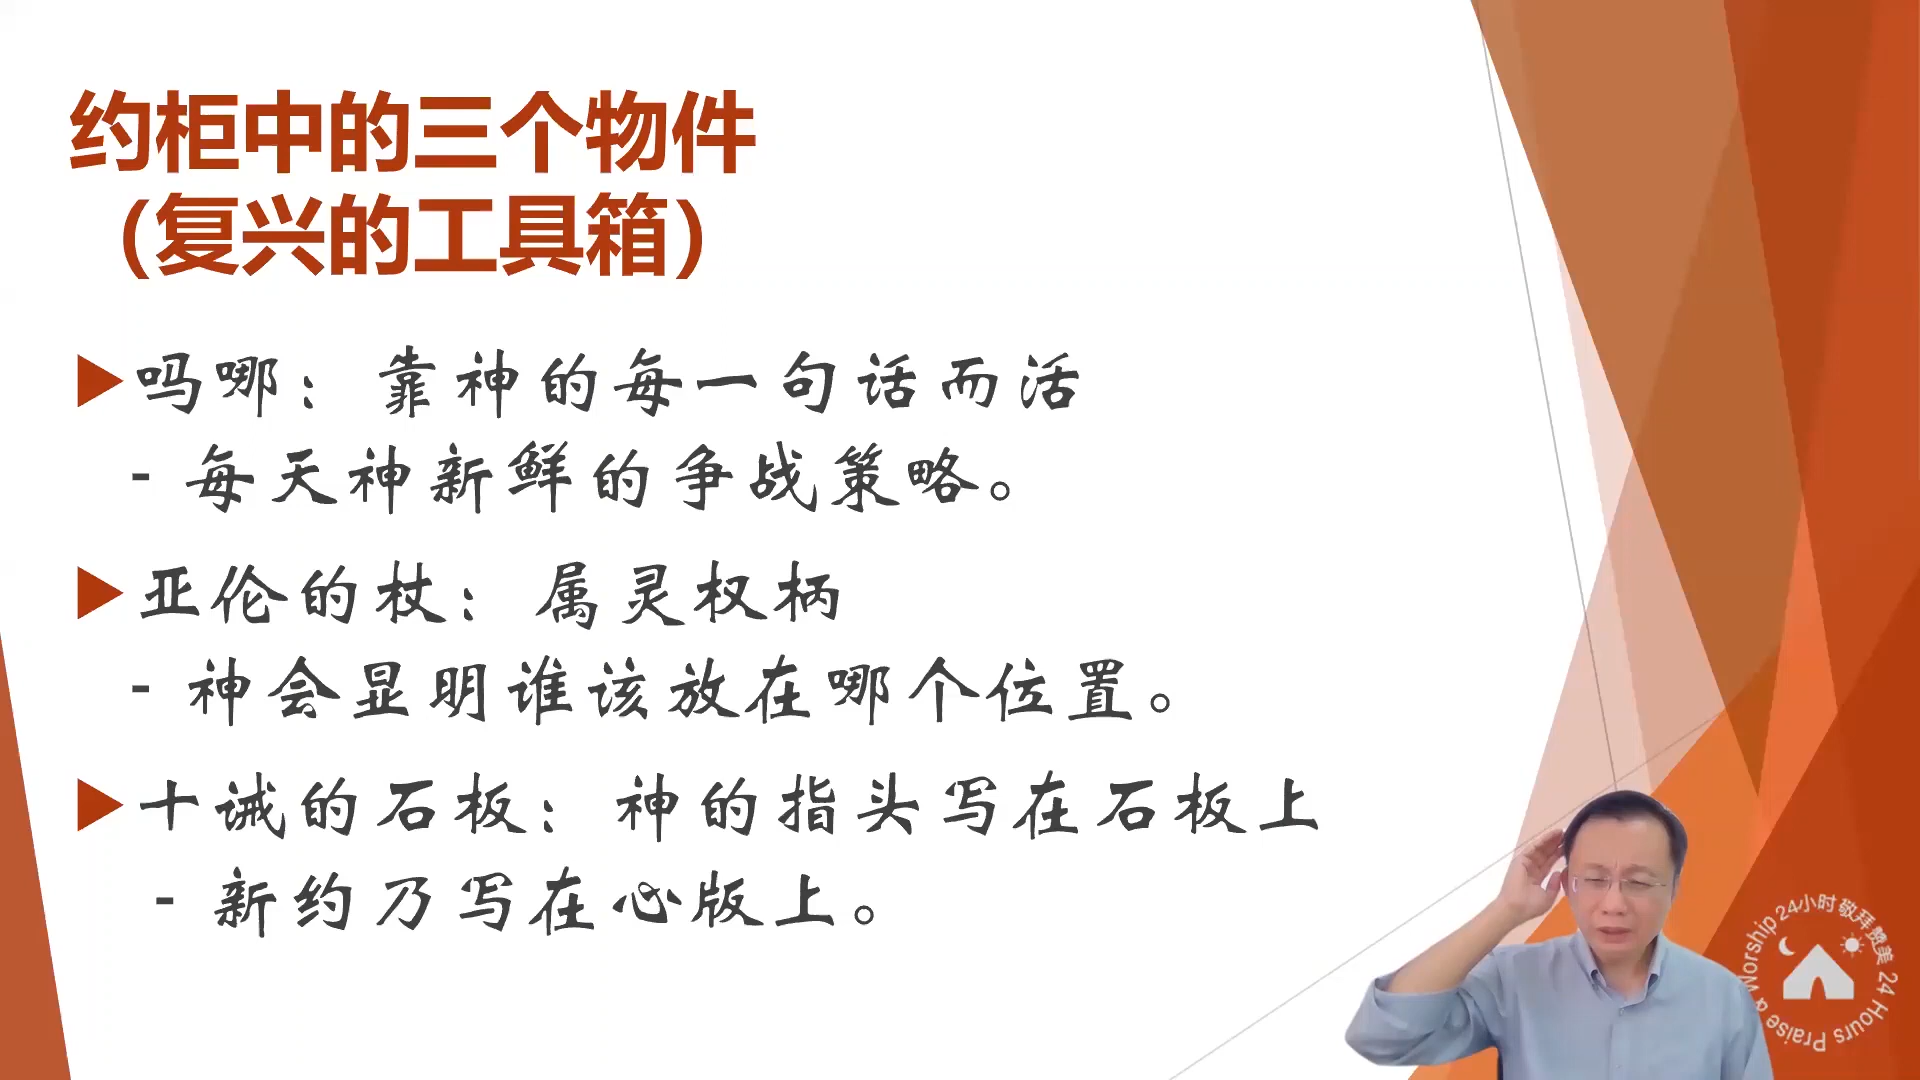 约柜中的三个物件
（复兴的工具箱）
吗哪：靠神的每一句话而活
- 每天神新鲜的争战策略。
亚伦的杖：属灵权柄
- 神会显明谁该放在哪个位置。
十诫的石板：神的指头写在石板上
- 新约乃写在心版上。
24小时敬拜赞美 24 Hours Praise & Worship